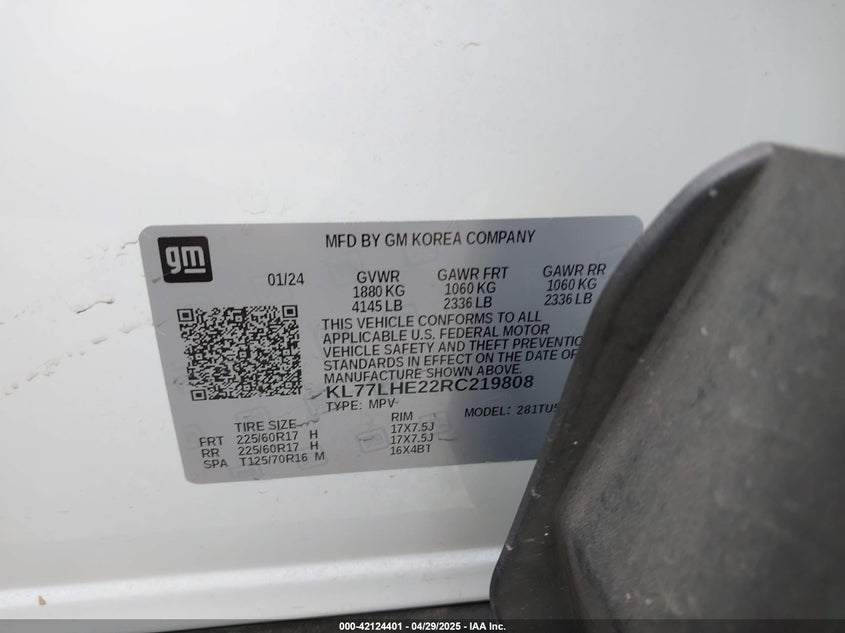 gm
MFD BY GM KOREA COMPANY
01/24 GVWR GAWR FRT GAWR RR
1880 KG 1060 KG 1060 KG
4145 LB 2336 LB 2336 LB
THIS VEHICLE CONFORMS TO ALL
APPLICABLE U.S. FEDERAL MOTOR
VEHICLE SAFETY AND THEFT PREVENTIO
STANDARDS IN EFFECT ON THE DATE OF
MANUFACTURE SHOWN ABOVE.
KL77LHE22RC219808
TYPE: MPV MODEL: 281TUS
TIRE SIZE RIM
FRT 225/60R17 H 17X7.5J
RR 225/60R17 H 17X7.5J
SPA T125/70R16 M 16X4BT
000-42124401 - 04/29/2025 - IAA Inc.